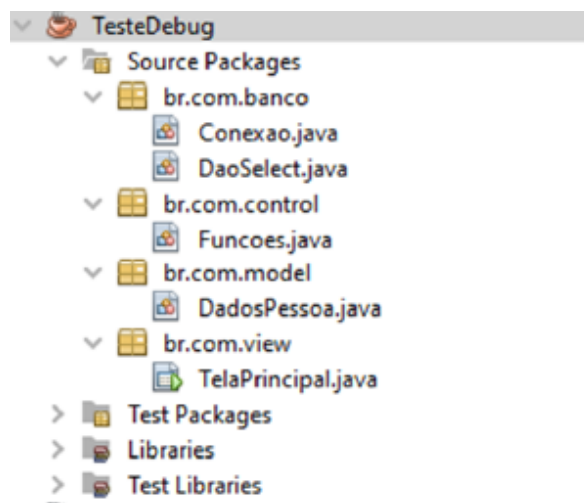 TesteDebug
Source Packages
br.com.banco
Conexao.java
DaoSelect.java
br.com.control
Funcoes.java
br.com.model
DadosPessoa.java
br.com.view
TelaPrincipal.java
Test Packages
Libraries
Test Libraries